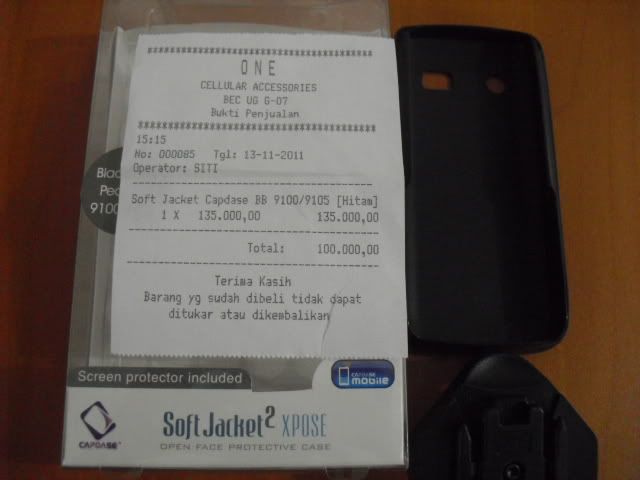 *****************************
O N E
CELLULAR ACCESSORIES
BEC UG G-07
Bukti Penjualan
*****************************
15:15
No: 000085 Tgl: 13-11-2011
Operator: SITI
Soft Jacket Capdase BB 9100/9105 [Hitam]
1 X 135.000,00 135.000,00
Total: 100.000,00
Terima Kasih
Barang yg sudah dibeli tidak dapat
ditukar atau dikembalikan
Screen protector included
CAPDASE
mobile
CAPDASE
Soft Jacket2 XPOSE
OPEN FACE PROTECTIVE CASE